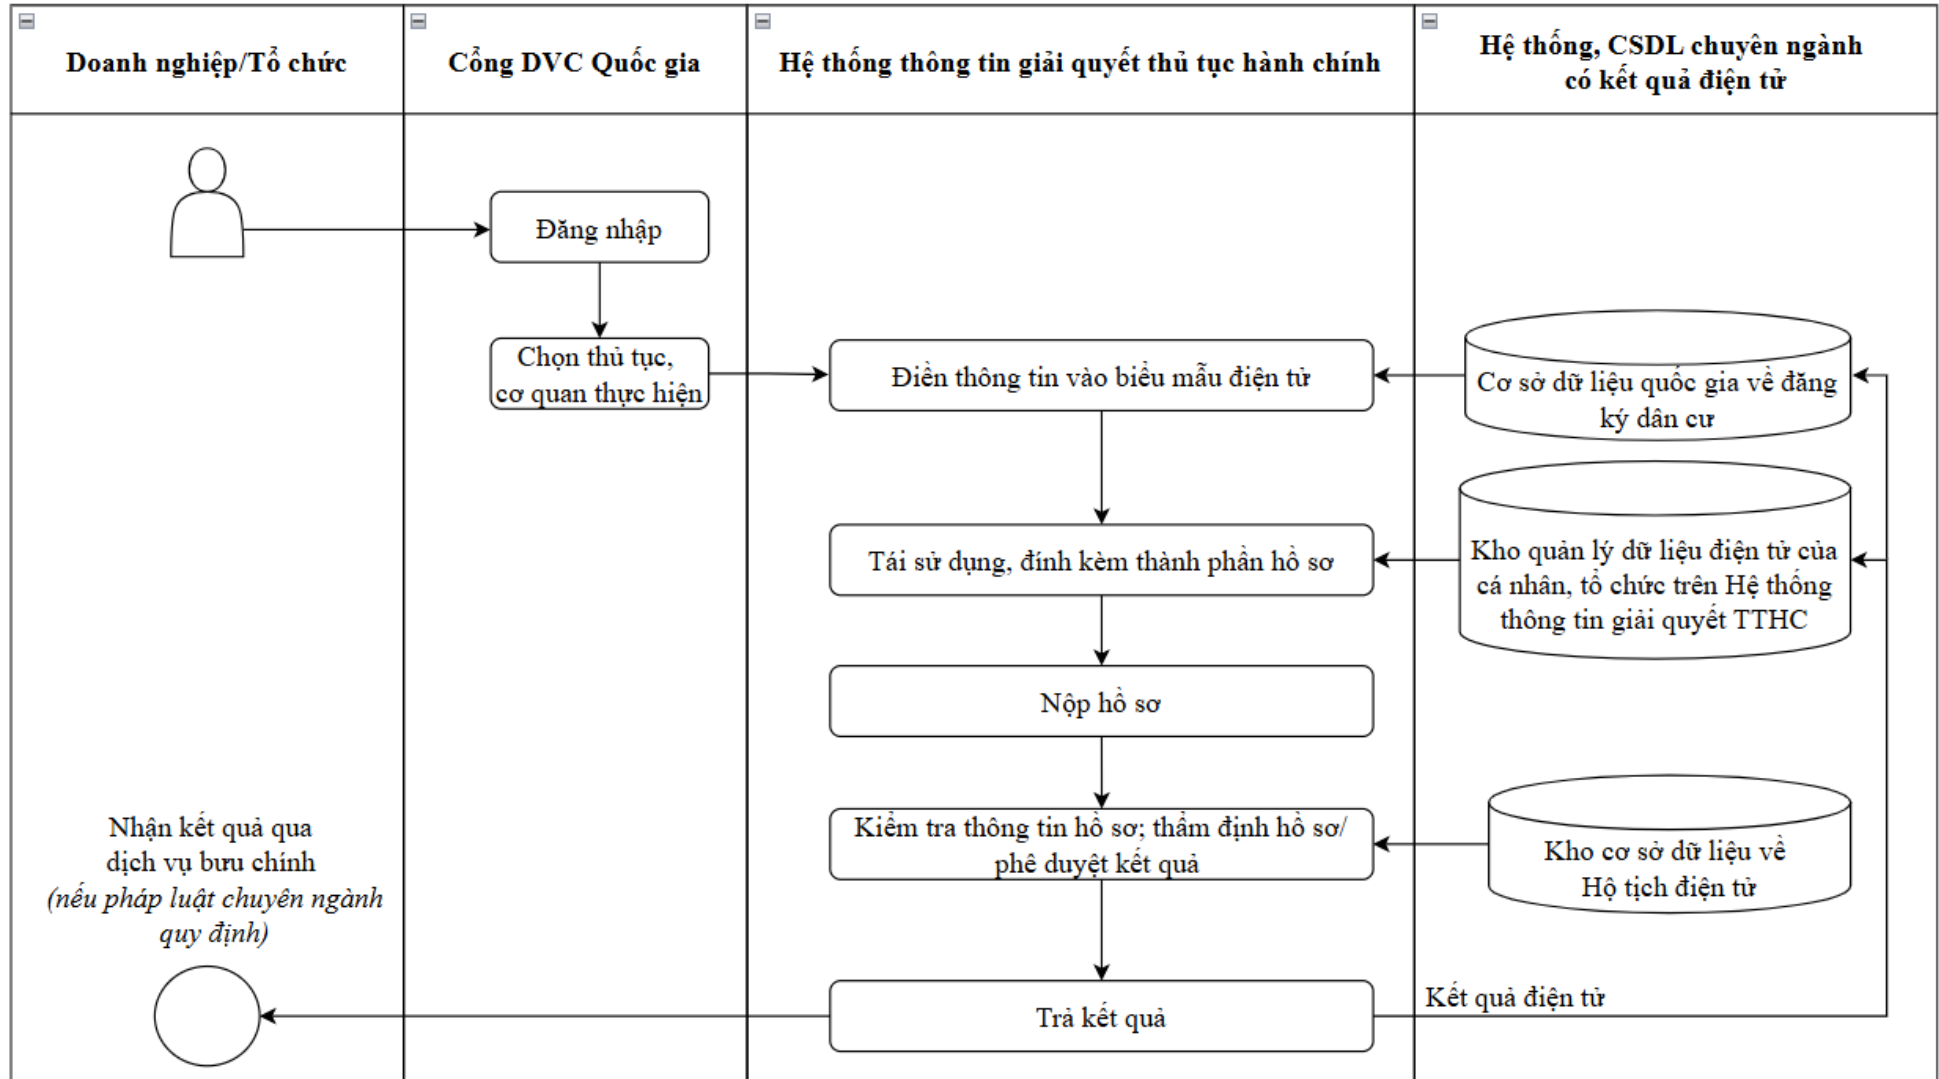 Doanh nghiệp/Tổ chức
Cổng DVC Quốc gia
Hệ thống thông tin giải quyết thủ tục hành chính
Hệ thống, CSDL chuyên ngành
có kết quả điện tử
Đăng nhập
Chọn thủ tục,
cơ quan thực hiện
Điền thông tin vào biểu mẫu điện tử
Cơ sở dữ liệu quốc gia về đăng
ký dân cư
Tái sử dụng, đính kèm thành phần hồ sơ
Kho quản lý dữ liệu điện tử của
cá nhân, tổ chức trên Hệ thống
thông tin giải quyết TTHC
Nộp hồ sơ
Kiểm tra thông tin hồ sơ; thẩm định hồ sơ/
phê duyệt kết quả
Kho cơ sở dữ liệu về
Hộ tịch điện tử
Nhận kết quả qua
dịch vụ bưu chính
(nếu pháp luật chuyên ngành
quy định)
Trả kết quả
Kết quả điện tử